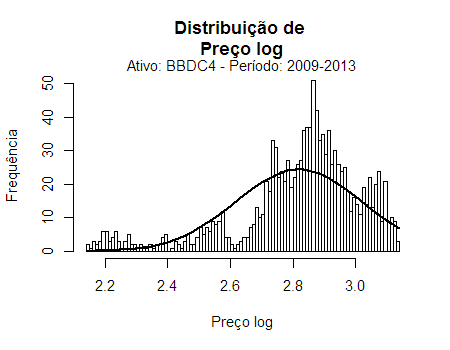 Distribuição de
Preço log
Ativo: BBDC4 - Período: 2009-2013
Frequência
50
40
30
20
10
0
2.2 2.4 2.6 2.8 3.0
Preço log